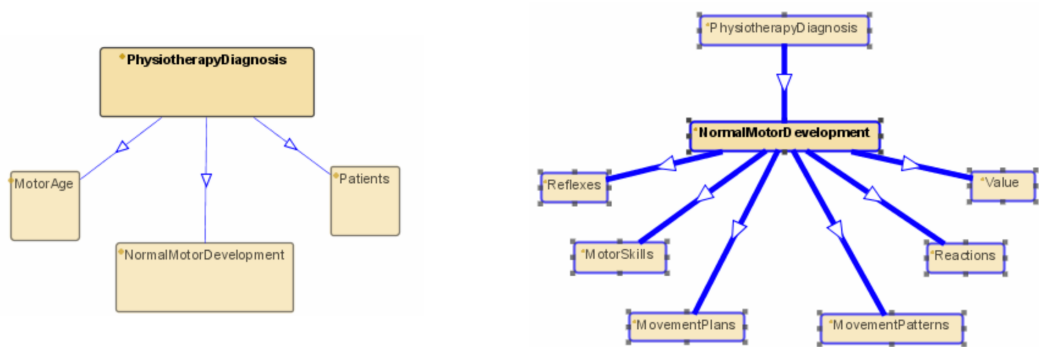 PhysiotherapyDiagnosis
MotorAge
Patients
NormalMotorDevelopment
PhysiotherapyDiagnosis
NormalMotorDevelopment
Reflexes
Value
MotorSkills
Reactions
MovementPlans
MovementPatterns